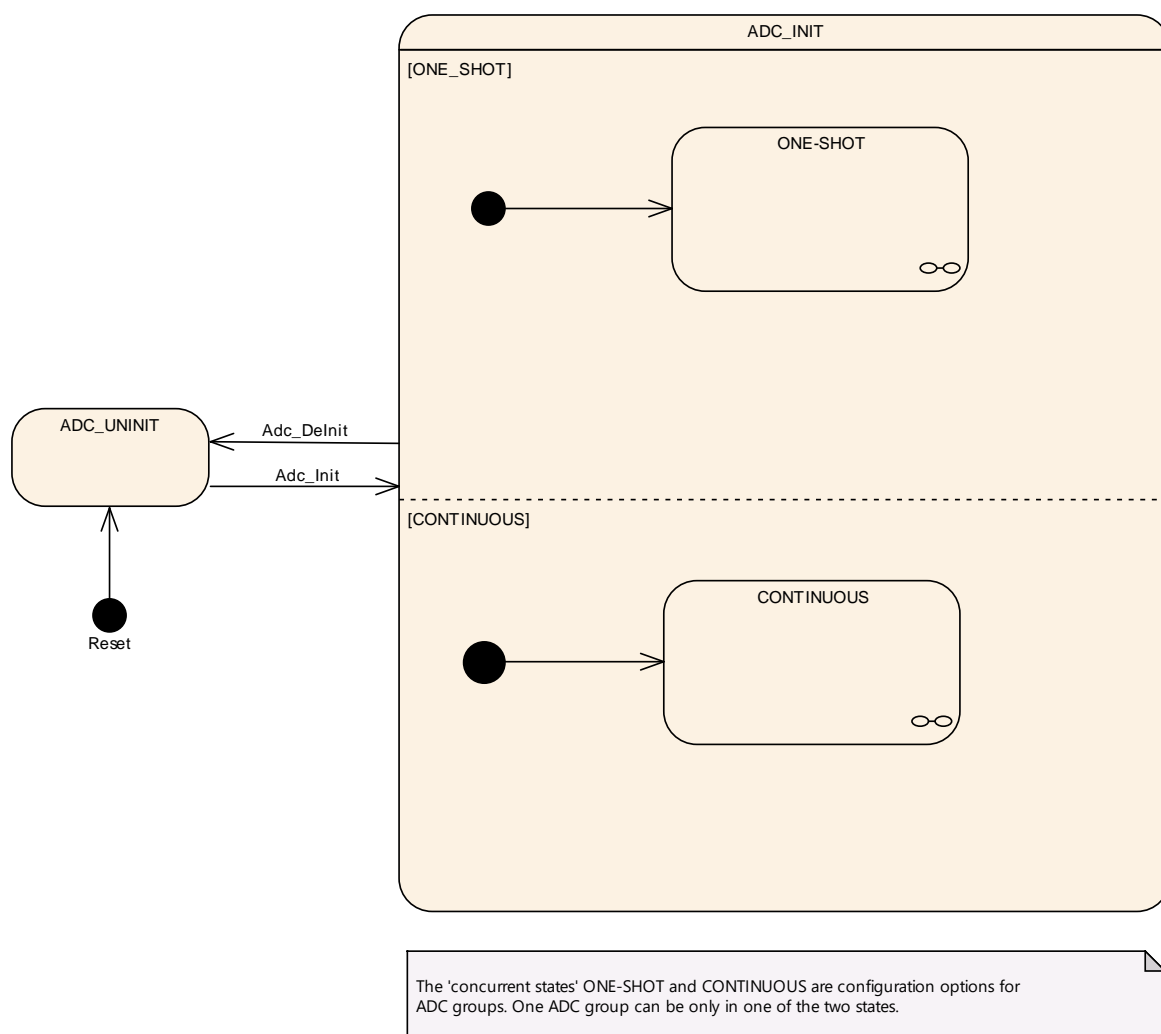 ADC_INIT
[ONE_SHOT]
ONE-SHOT
ADC_UNINIT
Adc_DeInit
Adc_Init
[CONTINUOUS]
CONTINUOUS
Reset
The 'concurrent states' ONE-SHOT and CONTINUOUS are configuration options for
ADC groups. One ADC group can be only in one of the two states.